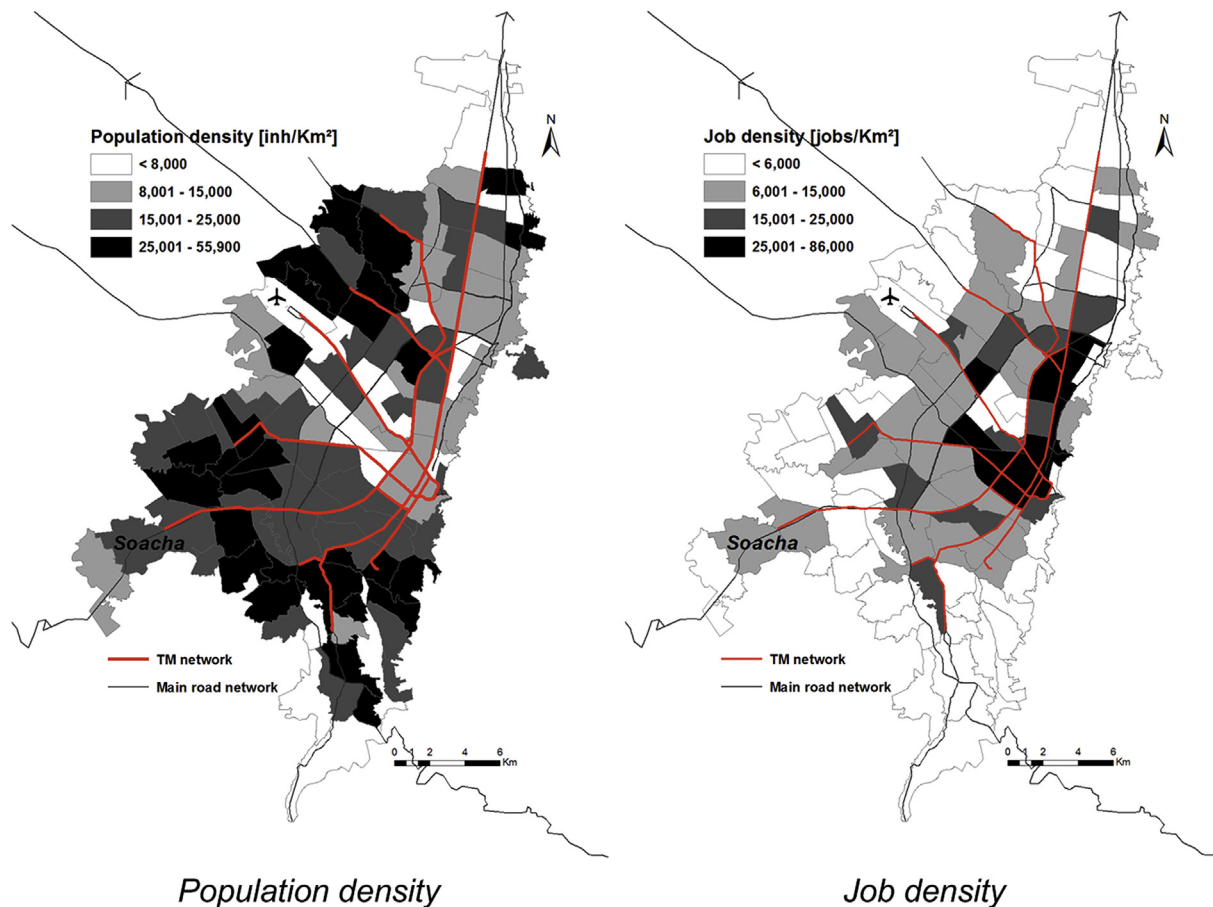 N
Population density [inh/Km²]
< 8,000
8,001 - 15,000
15,001 - 25,000
25,001 - 55,900
Soacha
TM network
Main road network
0 2 4 6
Km
Population density
N
Job density [jobs/Km²]
< 6,000
6,001 - 15,000
15,001 - 25,000
25,001 - 86,000
Soacha
TM network
Main road network
0 2 4 6
Km
Job density